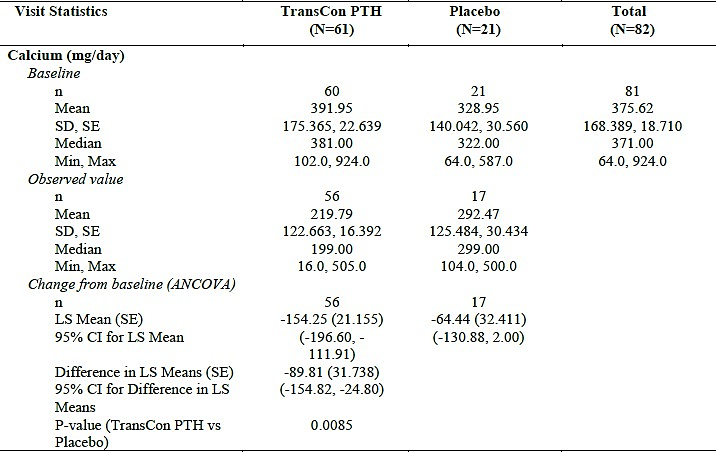 Visit Statistics TransCon PTH Placebo Total
(N=61) (N=21) (N=82)
Calcium (mg/day)
Baseline
n 60 21 81
Mean 391.95 328.95 375.62
SD, SE 175.365, 22.639 140.042, 30.560 168.389, 18.710
Median 381.00 322.00 371.00
Min, Max 102.0, 924.0 64.0, 587.0 64.0, 924.0
Observed value
n 56 17
Mean 219.79 292.47
SD, SE 122.663, 16.392 125.484, 30.434
Median 199.00 299.00
Min, Max 16.0, 505.0 104.0, 500.0
Change from baseline (ANCOVA)
n 56 17
LS Mean (SE) -154.25 (21.155) -64.44 (32.411)
95% CI for LS Mean (-196.60, - (-130.88, 2.00)
111.91)
Difference in LS Means (SE) -89.81 (31.738)
95% CI for Difference in LS (-154.82, -24.80)
Means
P-value (TransCon PTH vs 0.0085
Placebo)